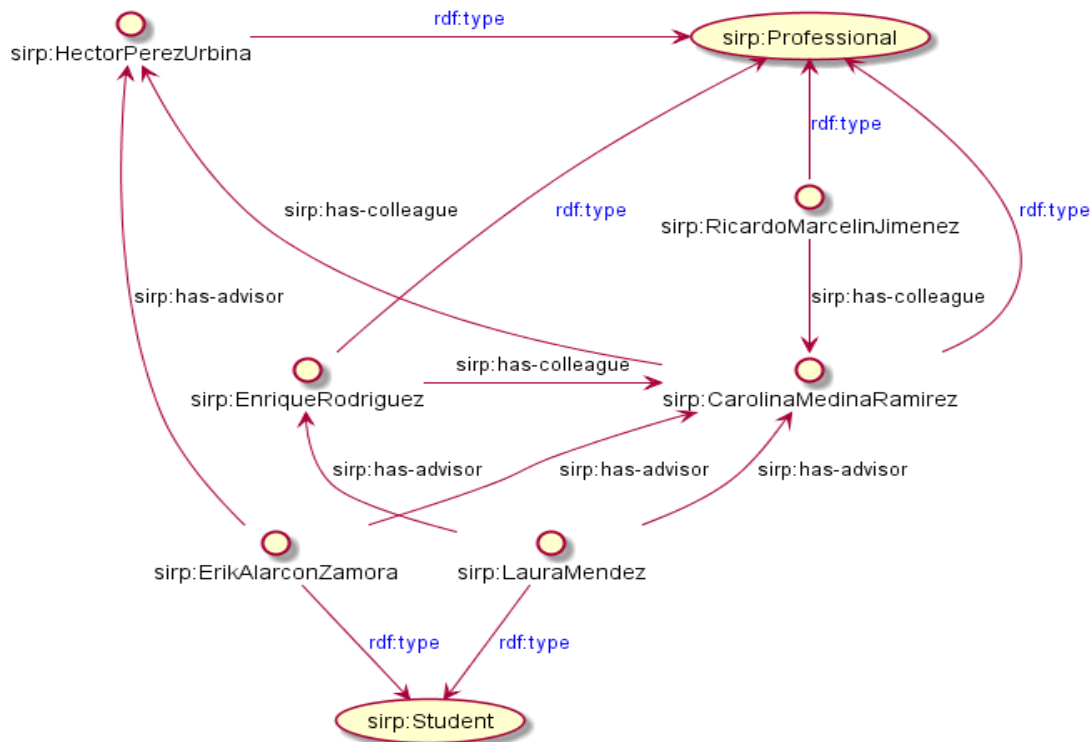 rdf:type
sirp:HectorPerezUrbina
sirp:Professional
rdf:type
sirp:has-colleague
rdf:type
rdf:type
sirp:RicardoMarcelinJimenez
sirp:has-advisor
sirp:has-colleague
sirp:has-colleague
sirp:EnriqueRodriguez
sirp:CarolinaMedinaRamirez
sirp:has-advisor
sirp:has-advisor
sirp:has-advisor
sirp:ErikAlarconZamora
sirp:LauraMendez
rdf:type
rdf:type
sirp:Student